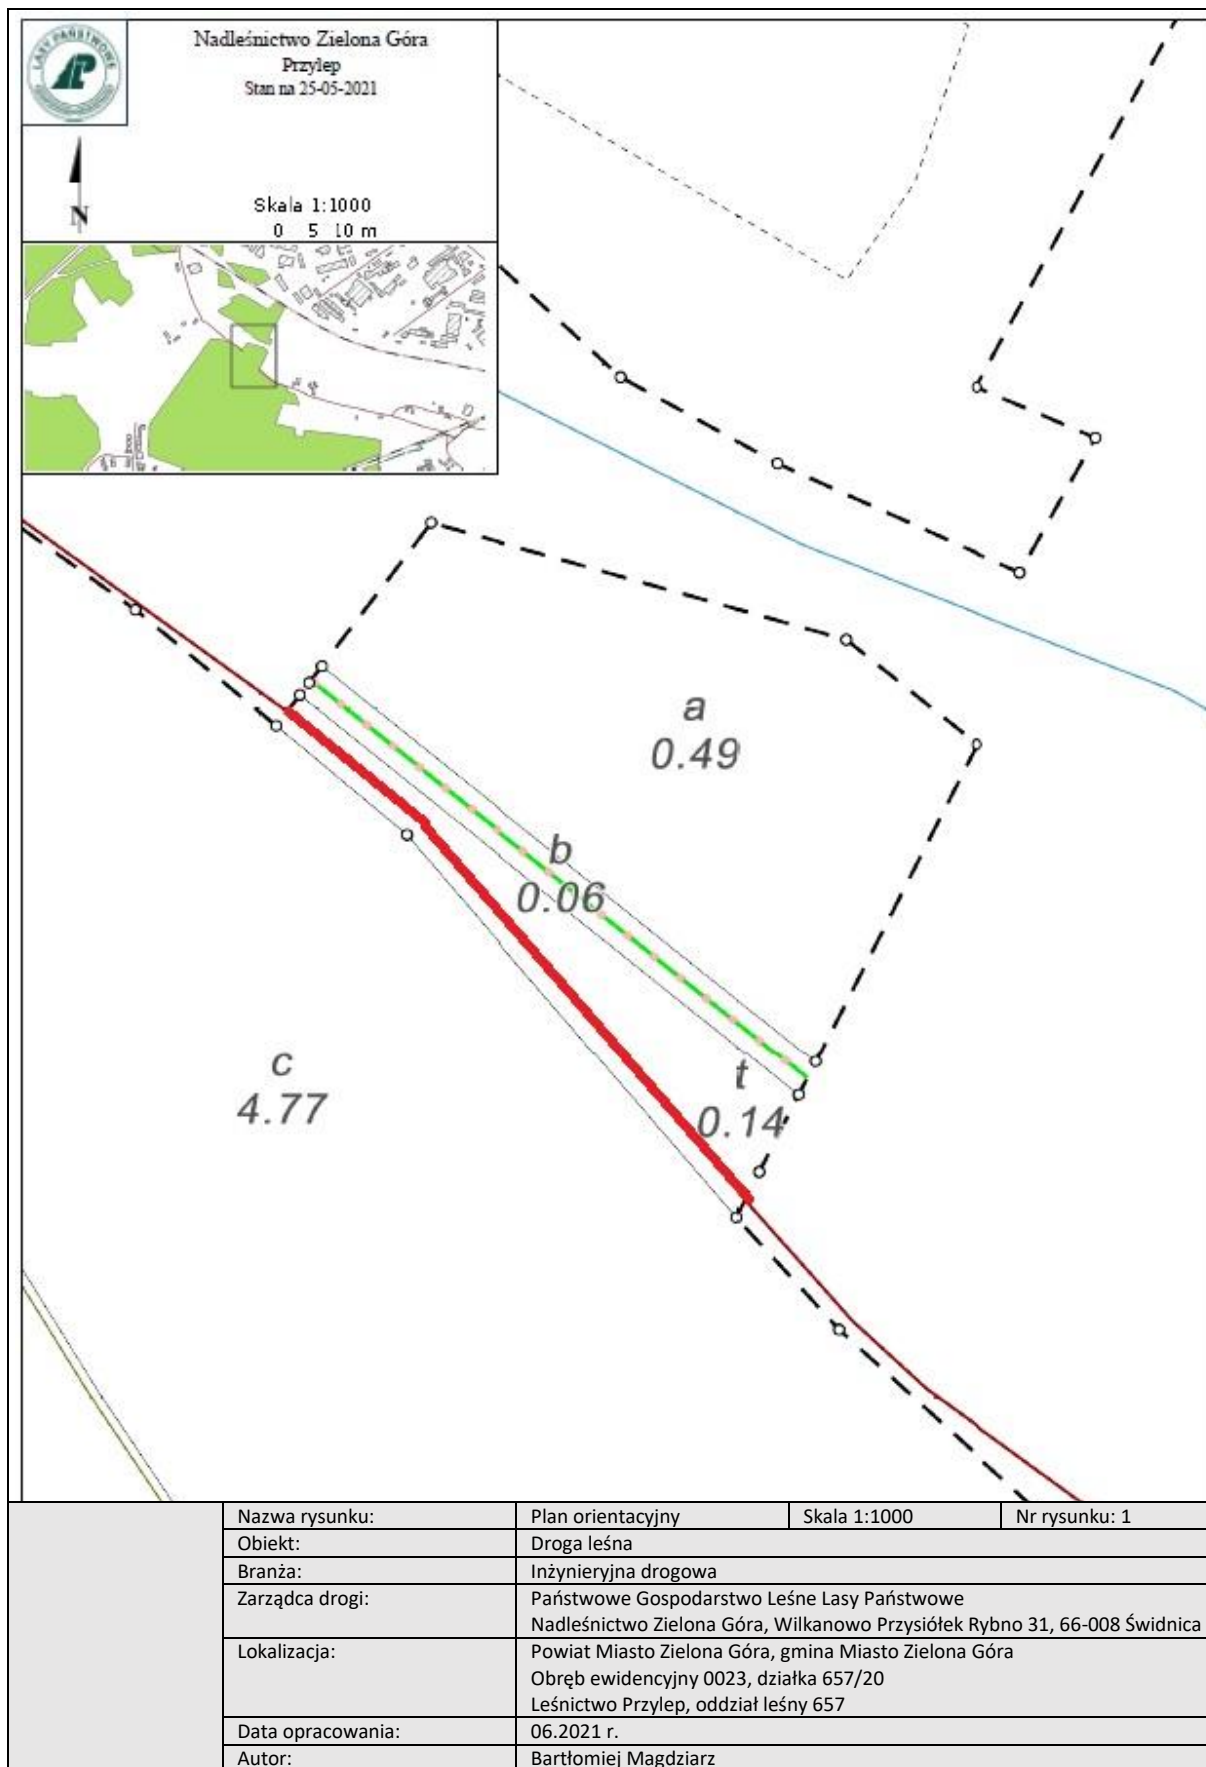 LASY PAŃSTWOWE
Nadleśnictwo Zielona Góra
Przylep
Stan na 25-05-2021
N
Skala 1:1000
0 5 10 m
a
0.49
b
0.06
t
0.14
c
4.77
Nazwa rysunku: Plan orientacyjny Skala 1:1000 Nr rysunku: 1
Obiekt: Droga leśna
Branża: Inżynieryjna drogowa
Zarządca drogi: Państwowe Gospodarstwo Leśne Lasy Państwowe
Nadleśnictwo Zielona Góra, Wilkanowo Przysiółek Rybno 31, 66-008 Świdnica
Lokalizacja: Powiat Miasto Zielona Góra, gmina Miasto Zielona Góra
Obręb ewidencyjny 0023, działka 657/20
Leśnictwo Przylep, oddział leśny 657
Data opracowania: 06.2021 r.
Autor: Bartłomiej Magdziarz